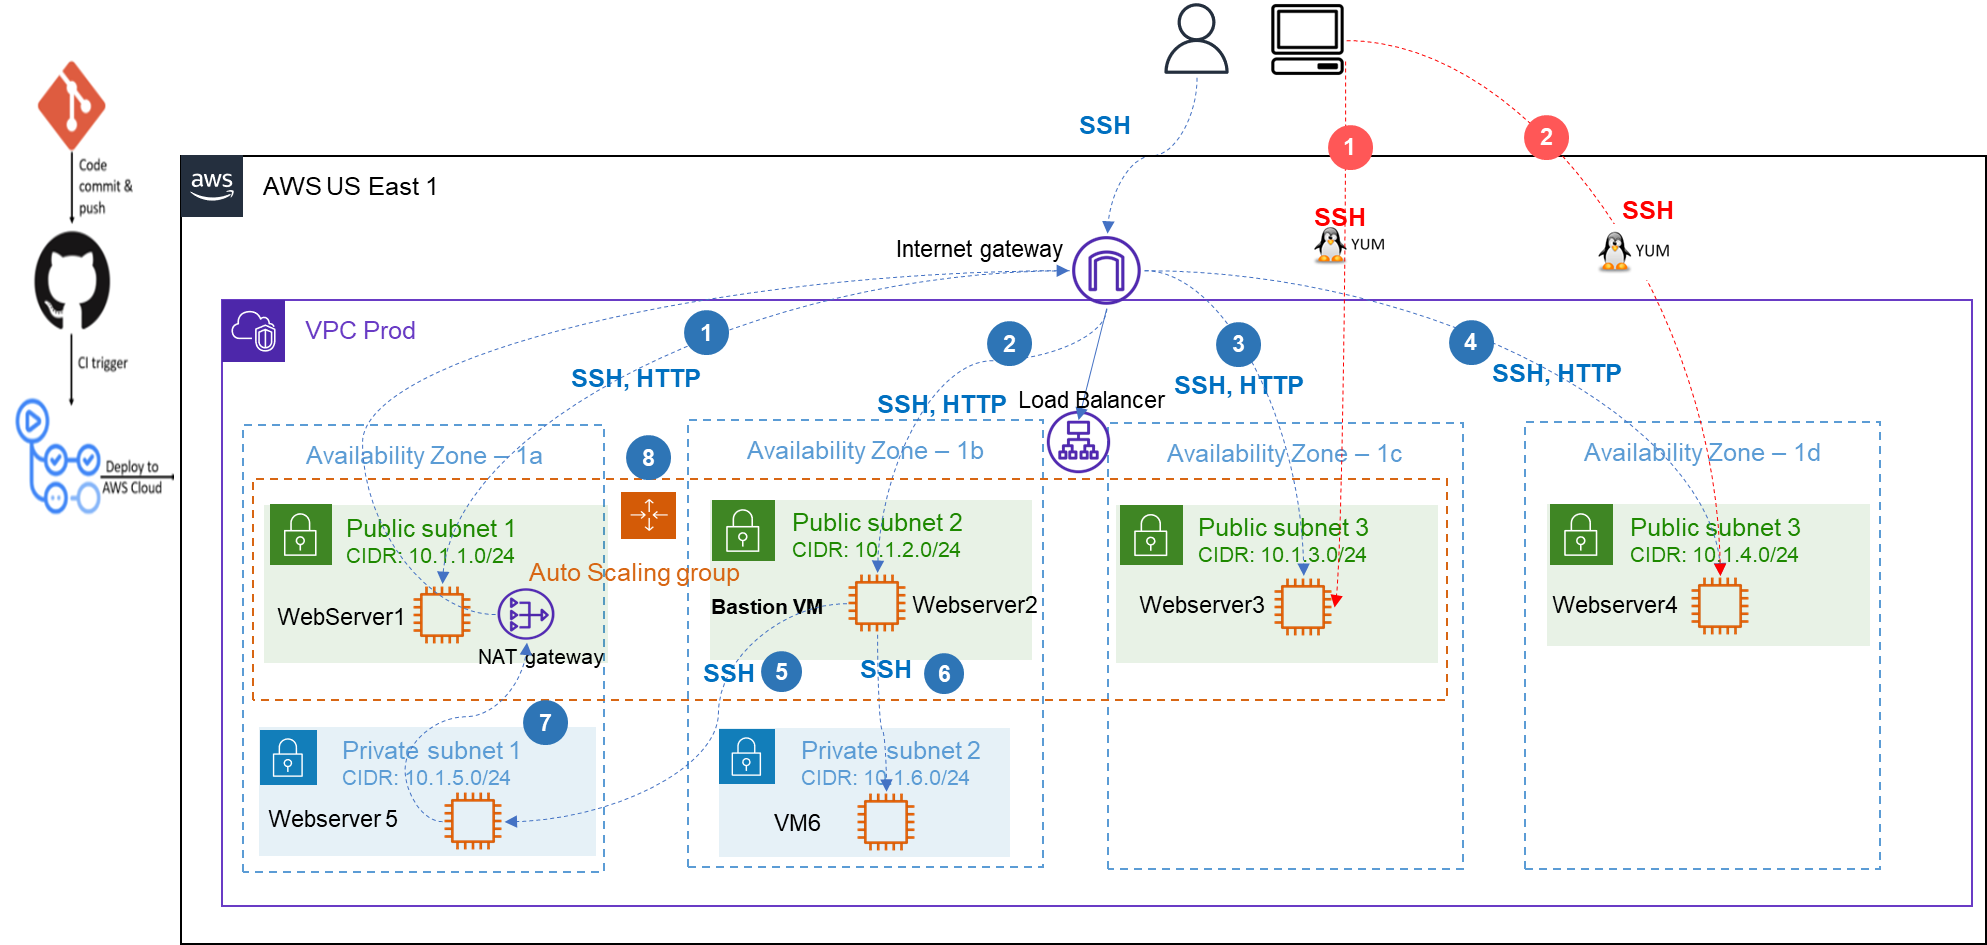 Code
commit &
push
CI trigger
Deploy to
AWS Cloud
SSH
1
2
aws
AWS US East 1
SSH
YUM
SSH
YUM
Internet gateway
VPC Prod
1
2
3
4
SSH, HTTP
SSH, HTTP
Load Balancer
SSH, HTTP
SSH, HTTP
Availability Zone – 1a
8
Availability Zone – 1b
Availability Zone – 1c
Availability Zone – 1d
Public subnet 1
CIDR: 10.1.1.0/24
Public subnet 2
CIDR: 10.1.2.0/24
Public subnet 3
CIDR: 10.1.3.0/24
Public subnet 3
CIDR: 10.1.4.0/24
Auto Scaling group
WebServer1
NAT gateway
Bastion VM
Webserver2
Webserver3
Webserver4
SSH
5
SSH
6
7
Private subnet 1
CIDR: 10.1.5.0/24
Webserver 5
Private subnet 2
CIDR: 10.1.6.0/24
VM6